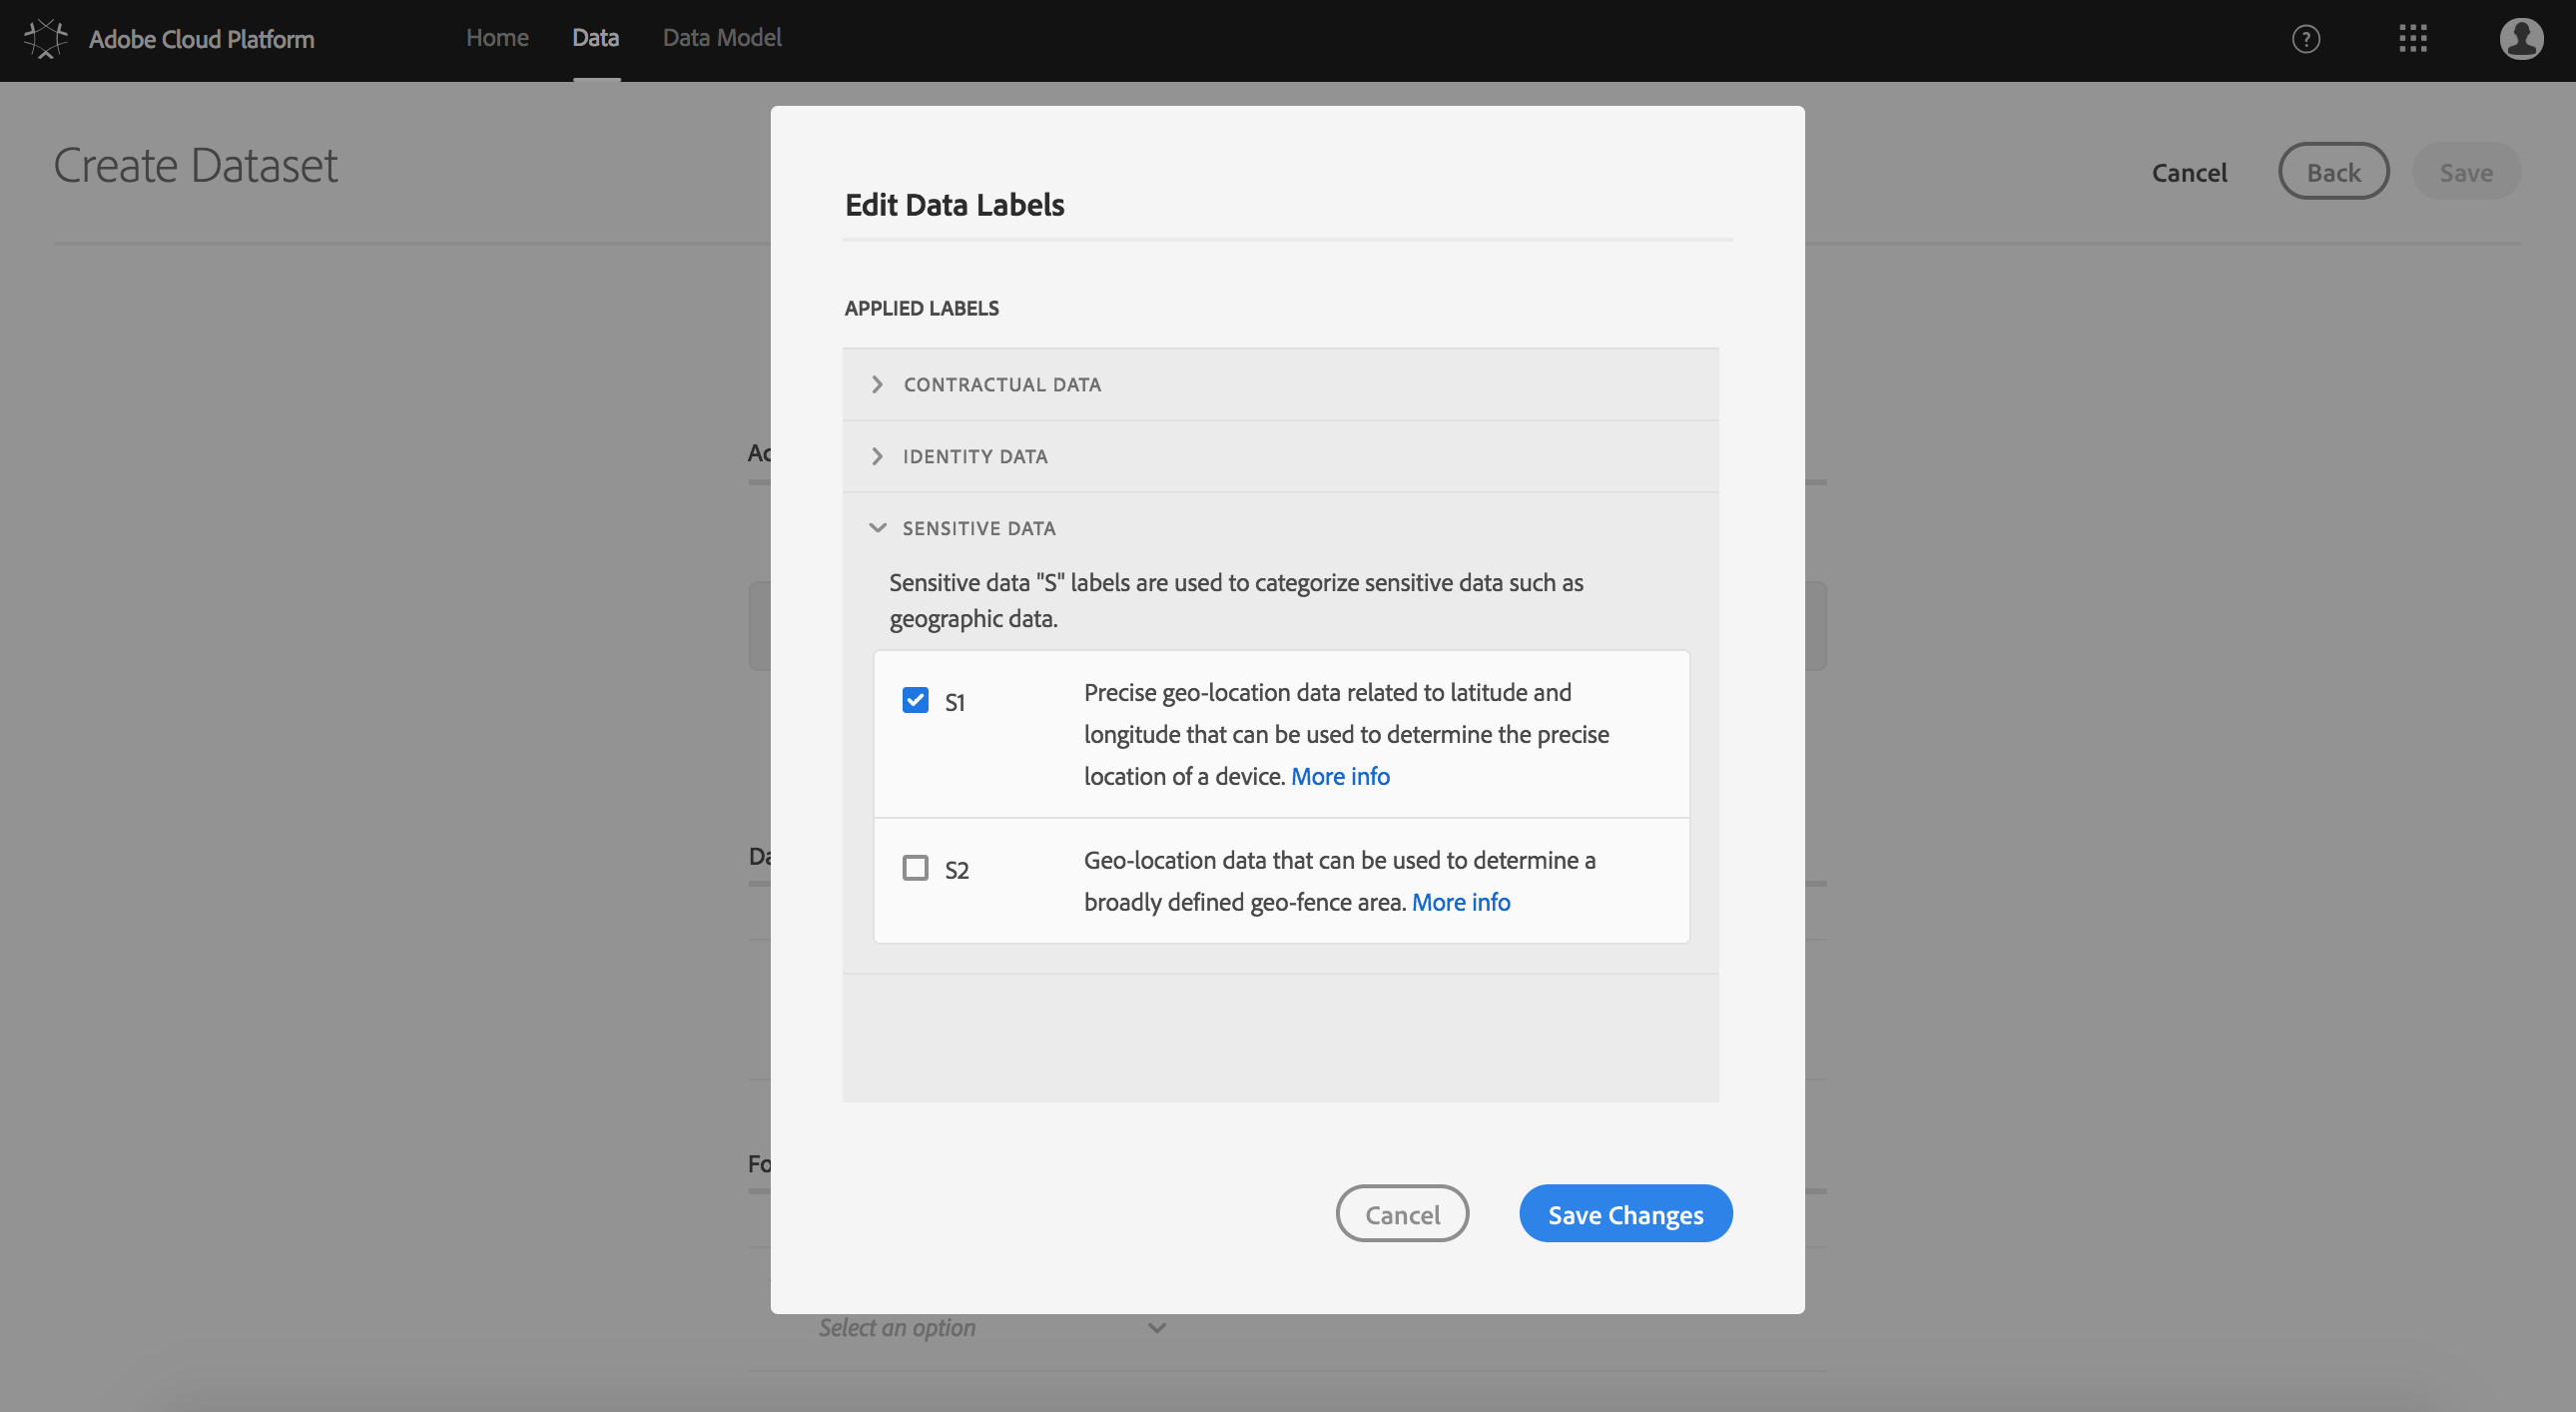 Adobe Cloud Platform
Home
Data
Data Model
?
Create Dataset
Cancel
Back
Save
Edit Data Labels
APPLIED LABELS
CONTRACTUAL DATA
IDENTITY DATA
SENSITIVE DATA
Sensitive data "S" labels are used to categorize sensitive data such as
geographic data.
S1
Precise geo-location data related to latitude and
longitude that can be used to determine the precise
location of a device. More info
S2
Geo-location data that can be used to determine a
broadly defined geo-fence area. More info
Cancel
Save Changes
Select an option